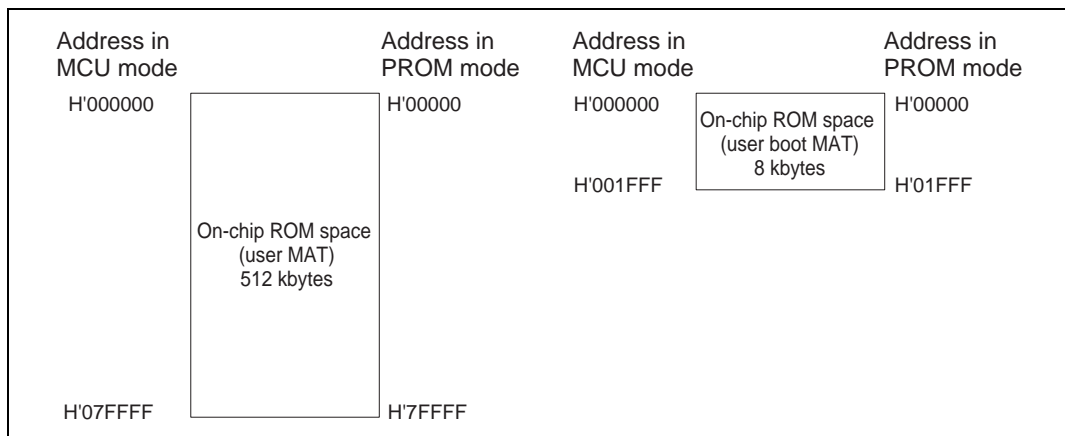 Address in
MCU mode
Address in
PROM mode
H'000000
H'00000
On-chip ROM space
(user MAT)
512 kbytes
H'07FFFF
H'7FFFF
Address in
MCU mode
Address in
PROM mode
H'000000
H'00000
On-chip ROM space
(user boot MAT)
8 kbytes
H'001FFF
H'01FFF